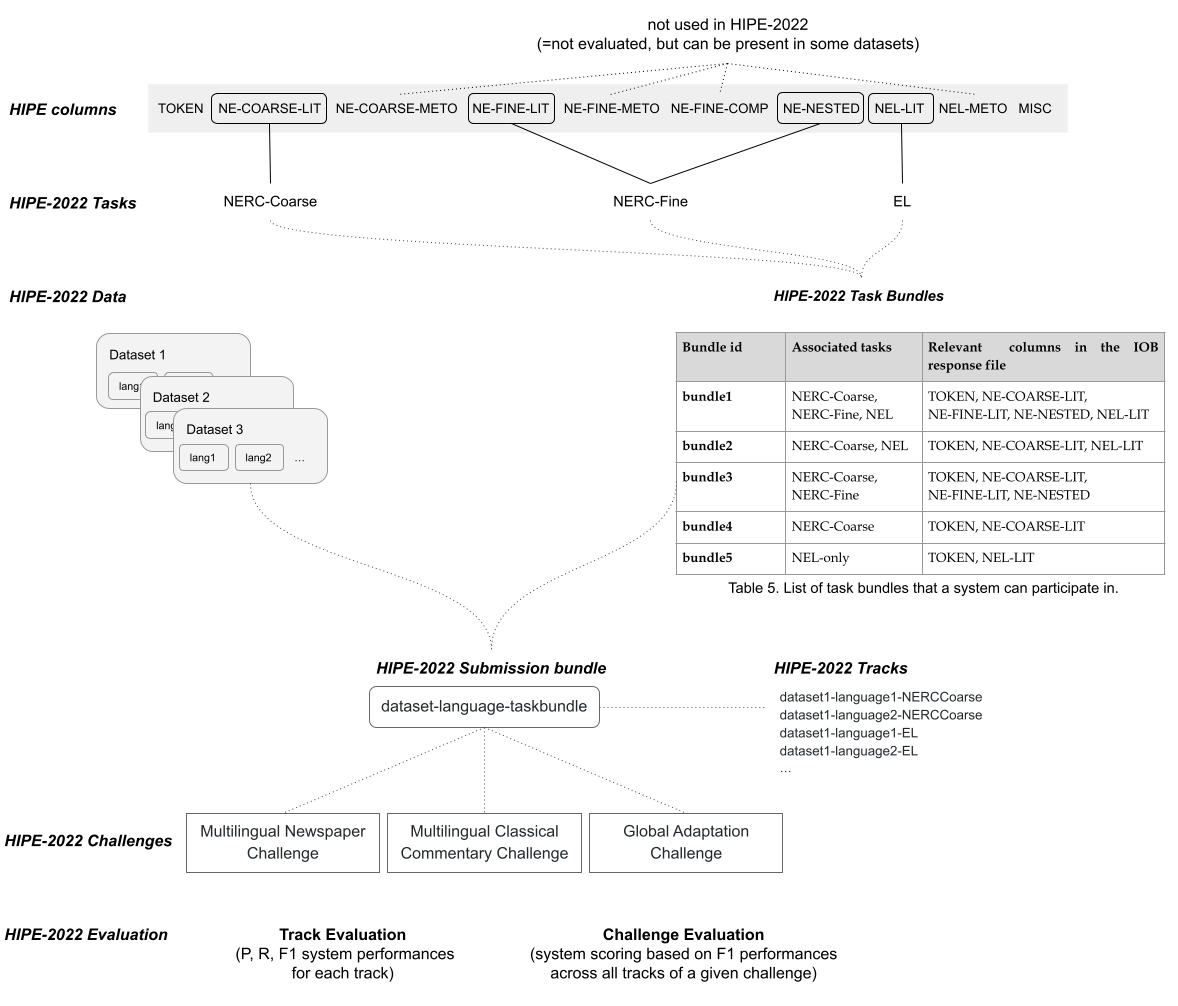 not used in HIPE-2022
(=not evaluated, but can be present in some datasets)
HIPE columns
TOKEN NE-COARSE-LIT NE-COARSE-METO NE-FINE-LIT NE-FINE-METO NE-FINE-COMP NE-NESTED NEL-LIT NEL-METO MISC
HIPE-2022 Tasks
NERC-Coarse NERC-Fine EL
HIPE-2022 Data
HIPE-2022 Task Bundles
Dataset 1
lang
Dataset 2
lang
Dataset 3
lang1 lang2 ...
Bundle id Associated tasks Relevant columns in the IOB
response file
bundle1 NERC-Coarse, TOKEN, NE-COARSE-LIT,
NERC-Fine, NEL NE-FINE-LIT, NE-NESTED, NEL-LIT
bundle2 NERC-Coarse, NEL TOKEN, NE-COARSE-LIT, NEL-LIT
bundle3 NERC-Coarse, TOKEN, NE-COARSE-LIT,
NERC-Fine NE-FINE-LIT, NE-NESTED
bundle4 NERC-Coarse TOKEN, NE-COARSE-LIT
bundle5 NEL-only TOKEN, NEL-LIT
Table 5. List of task bundles that a system can participate in.
HIPE-2022 Submission bundle
dataset-language-taskbundle
HIPE-2022 Tracks
dataset1-language1-NERCCoarse
dataset1-language2-NERCCoarse
dataset1-language1-EL
dataset1-language2-EL
...
HIPE-2022 Challenges
Multilingual Newspaper
Challenge
Multilingual Classical
Commentary Challenge
Global Adaptation
Challenge
HIPE-2022 Evaluation
Track Evaluation
(P, R, F1 system performances
for each track)
Challenge Evaluation
(system scoring based on F1 performances
across all tracks of a given challenge)